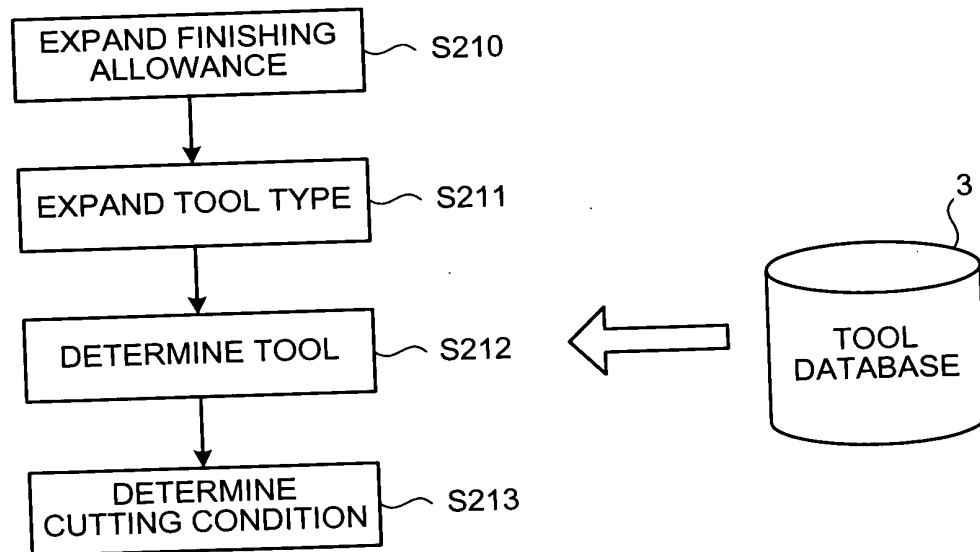 EXPAND FINISHING
ALLOWANCE
S210
EXPAND TOOL TYPE
S211
DETERMINE TOOL
S212
DETERMINE
CUTTING CONDITION
S213
3
TOOL
DATABASE